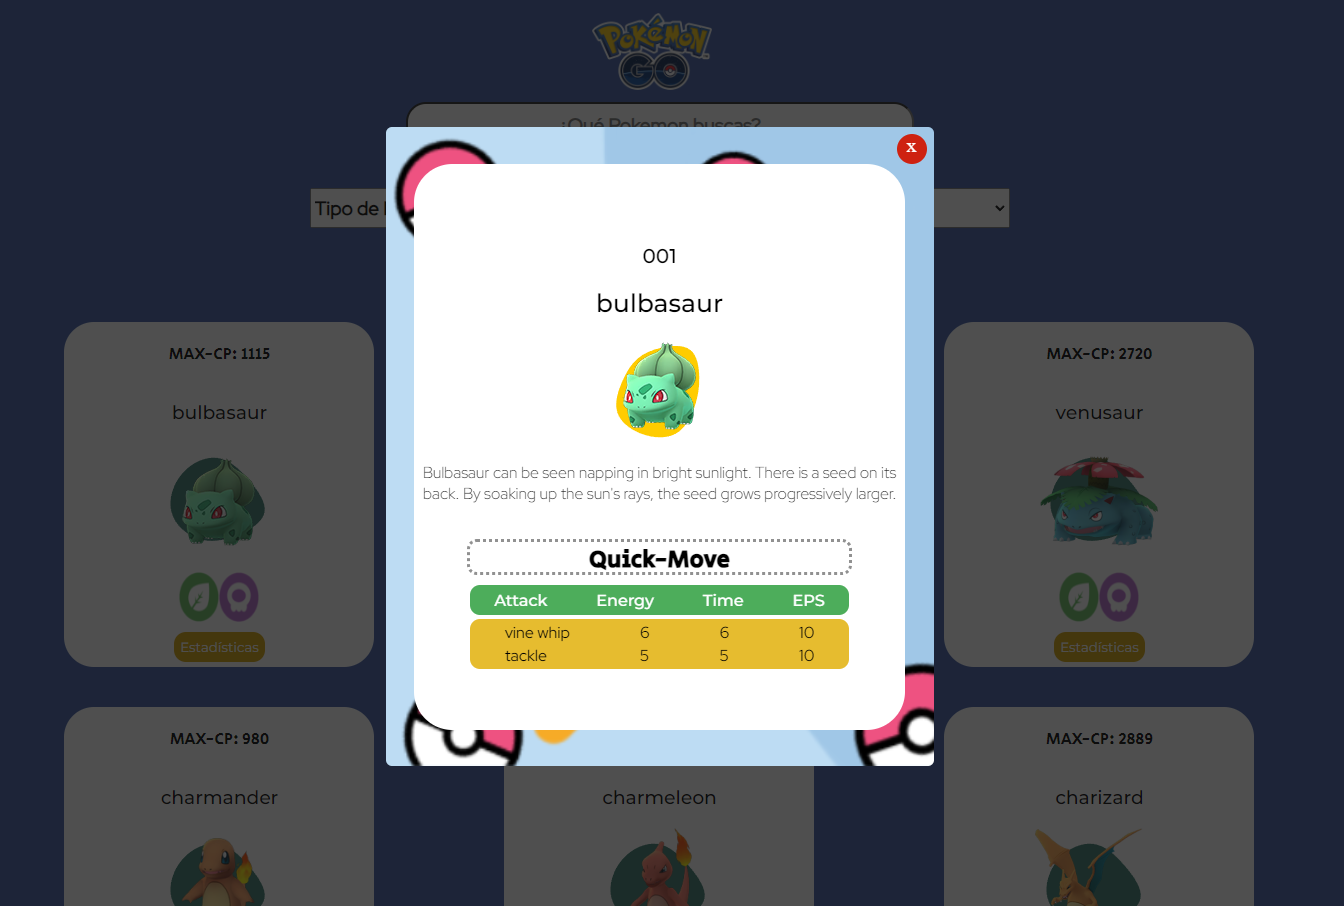 POKÉMON
GO
¿Qué Pokemon buscas?
Tipo de
X
001
bulbasaur
Bulbasaur can be seen napping in bright sunlight. There is a seed on its
back. By soaking up the sun's rays, the seed grows progressively larger.
Quick-Move
Attack Energy Time EPS
vine whip 6 6 10
tackle 5 5 10
MAX-CP: 1115
bulbasaur
Estadísticas
MAX-CP: 2720
venusaur
Estadísticas
MAX-CP: 980
charmander
charmeleon
MAX-CP: 2889
charizard